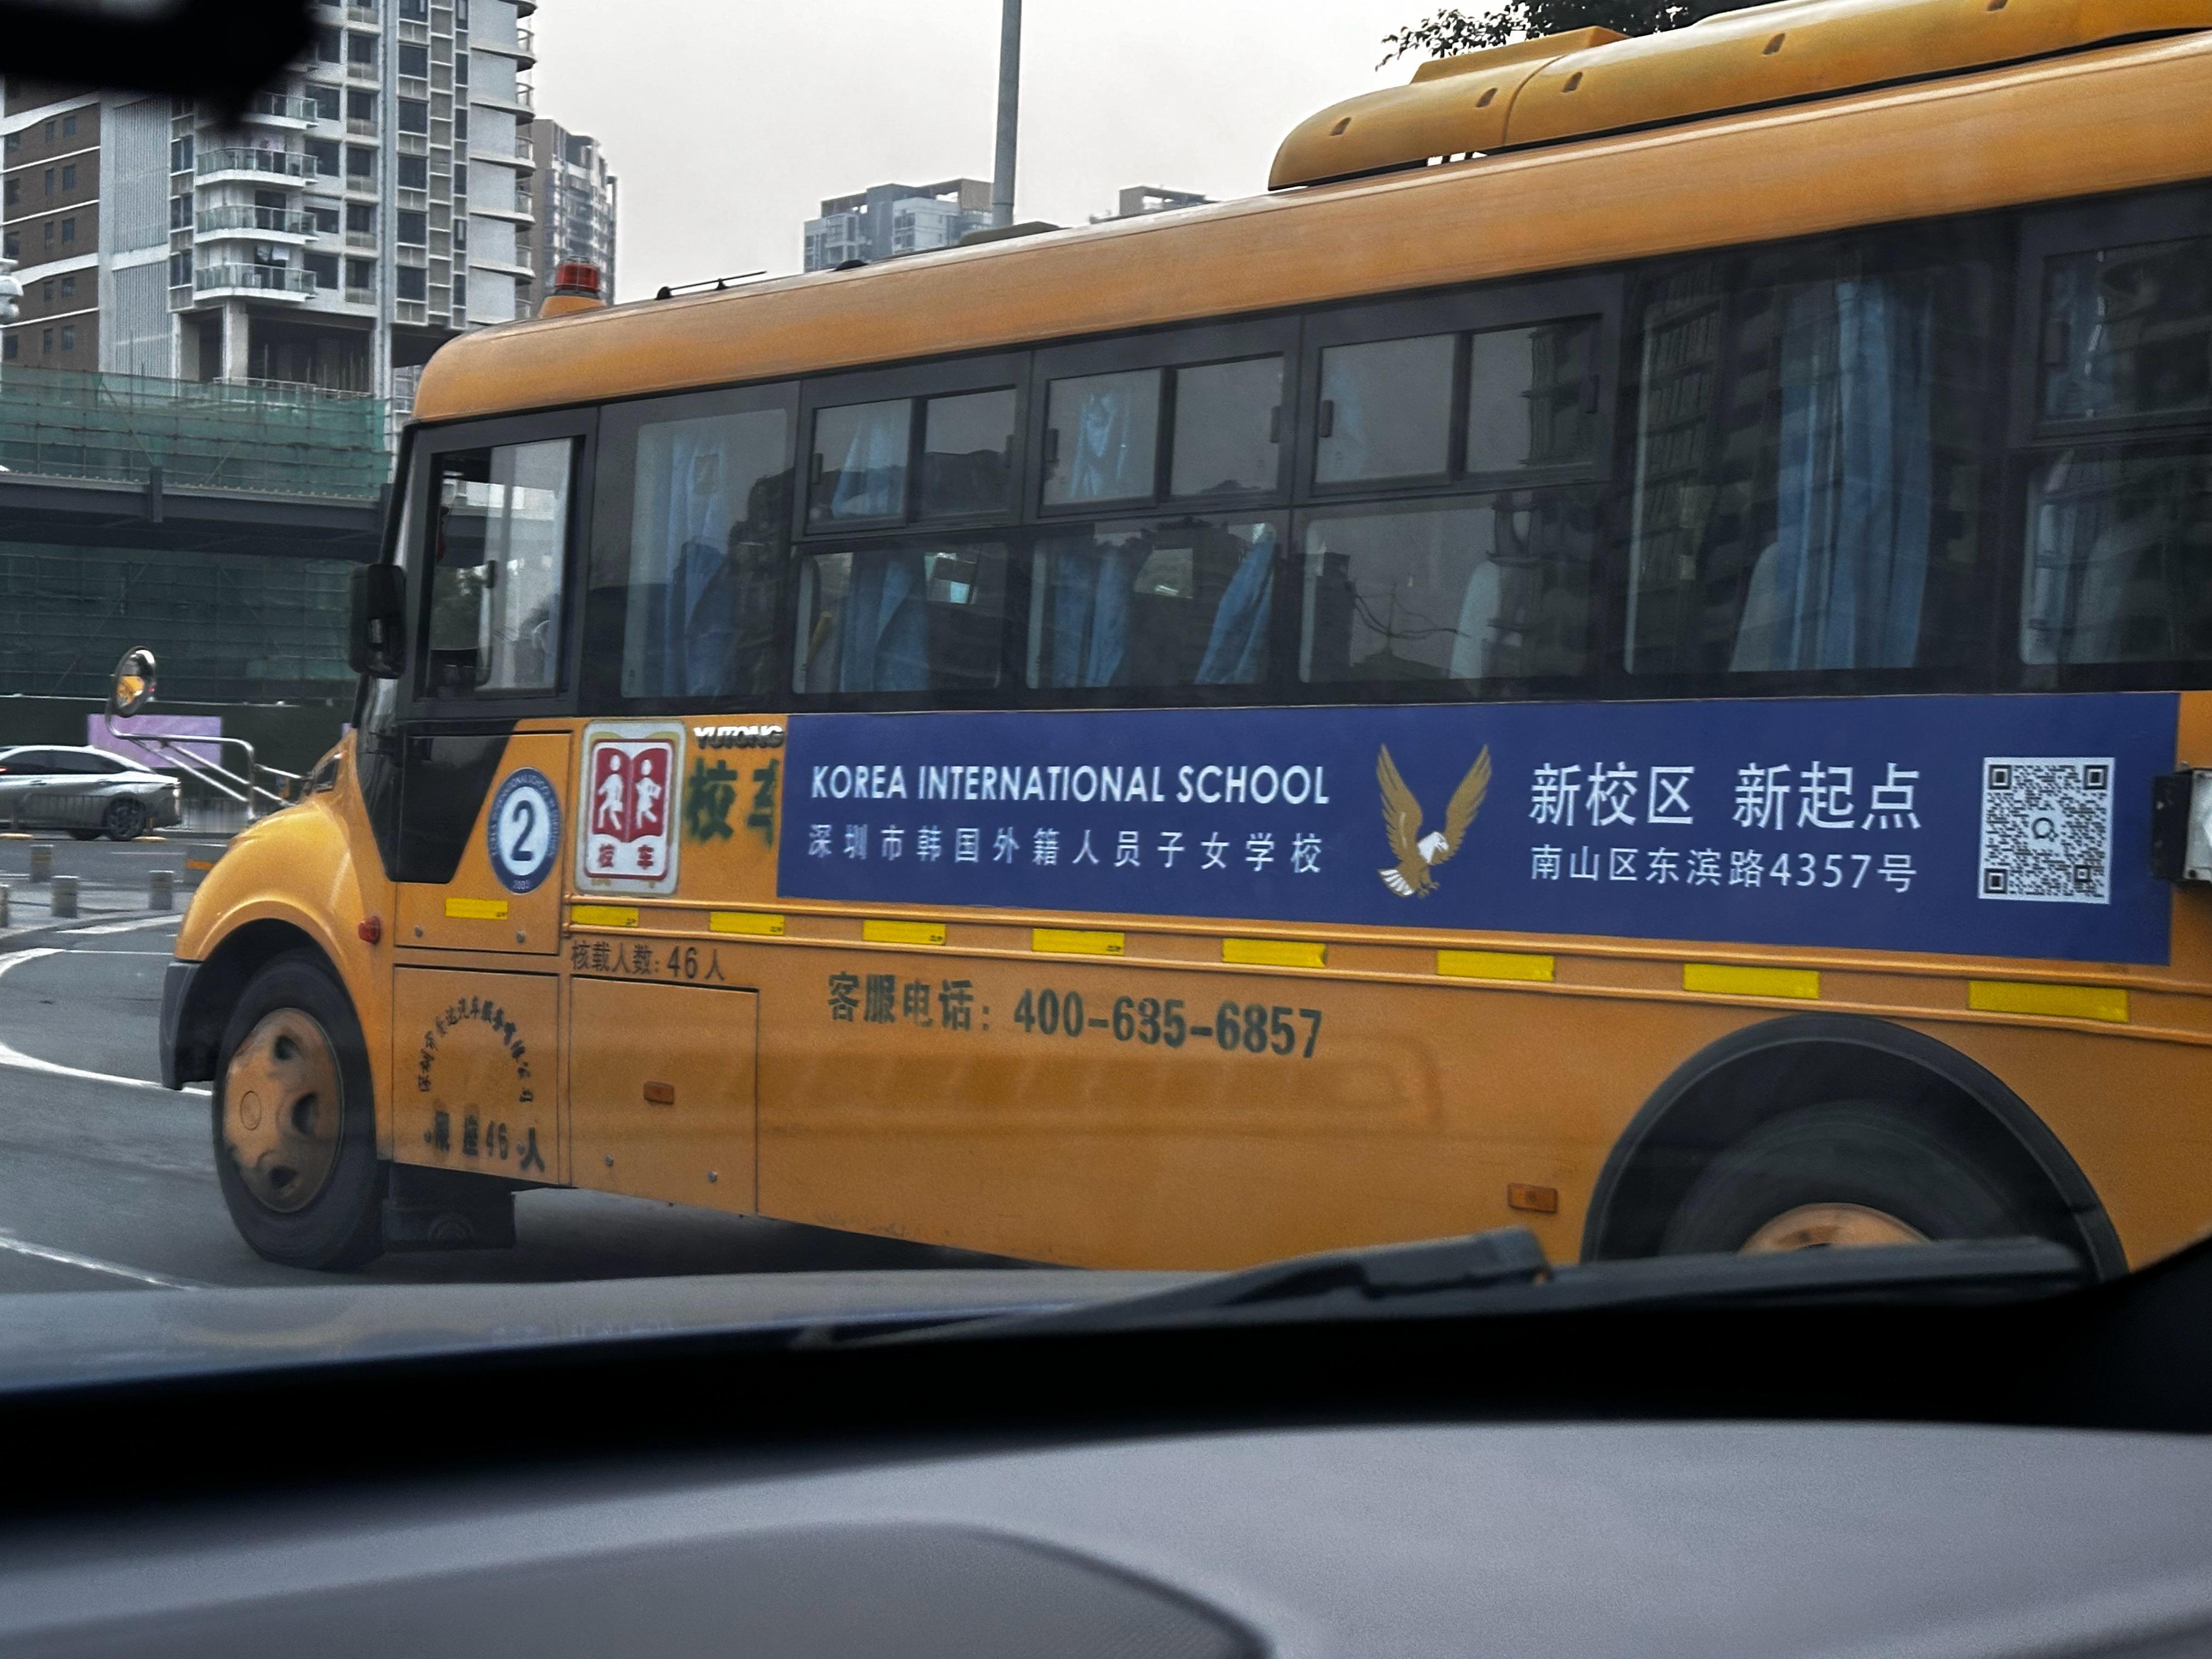 YUTONG
校车
2
2003
校 车
KOREA INTERNATIONAL SCHOOL
深圳市韩国外籍人员子女学校
新校区 新起点
南山区东滨路4357号
核载人数: 46 人
客服电话: 400-635-6857
限座46人